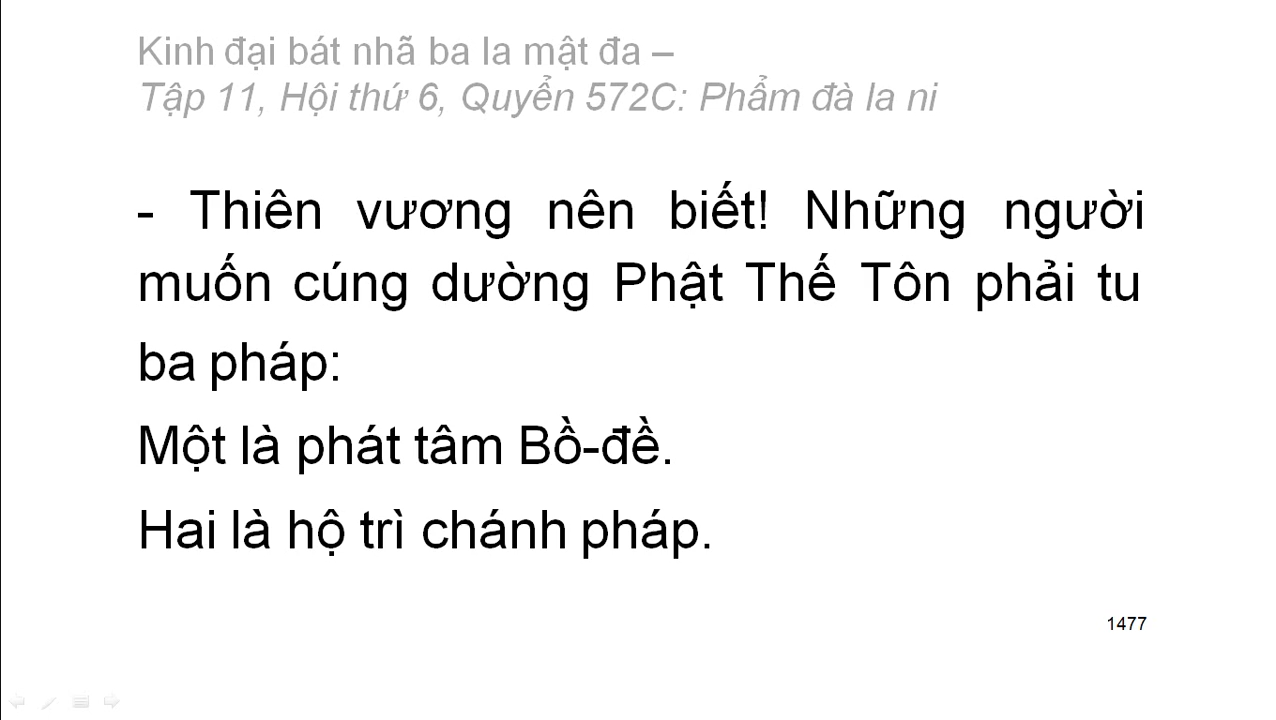 Kinh đại bát nhã ba la mật đa –
Tập 11, Hội thứ 6, Quyển 572C: Phẩm đà la ni
- Thiên vương nên biết! Những người
muốn cúng dường Phật Thế Tôn phải tu
ba pháp:
Một là phát tâm Bồ-đề.
Hai là hộ trì chánh pháp.
1477